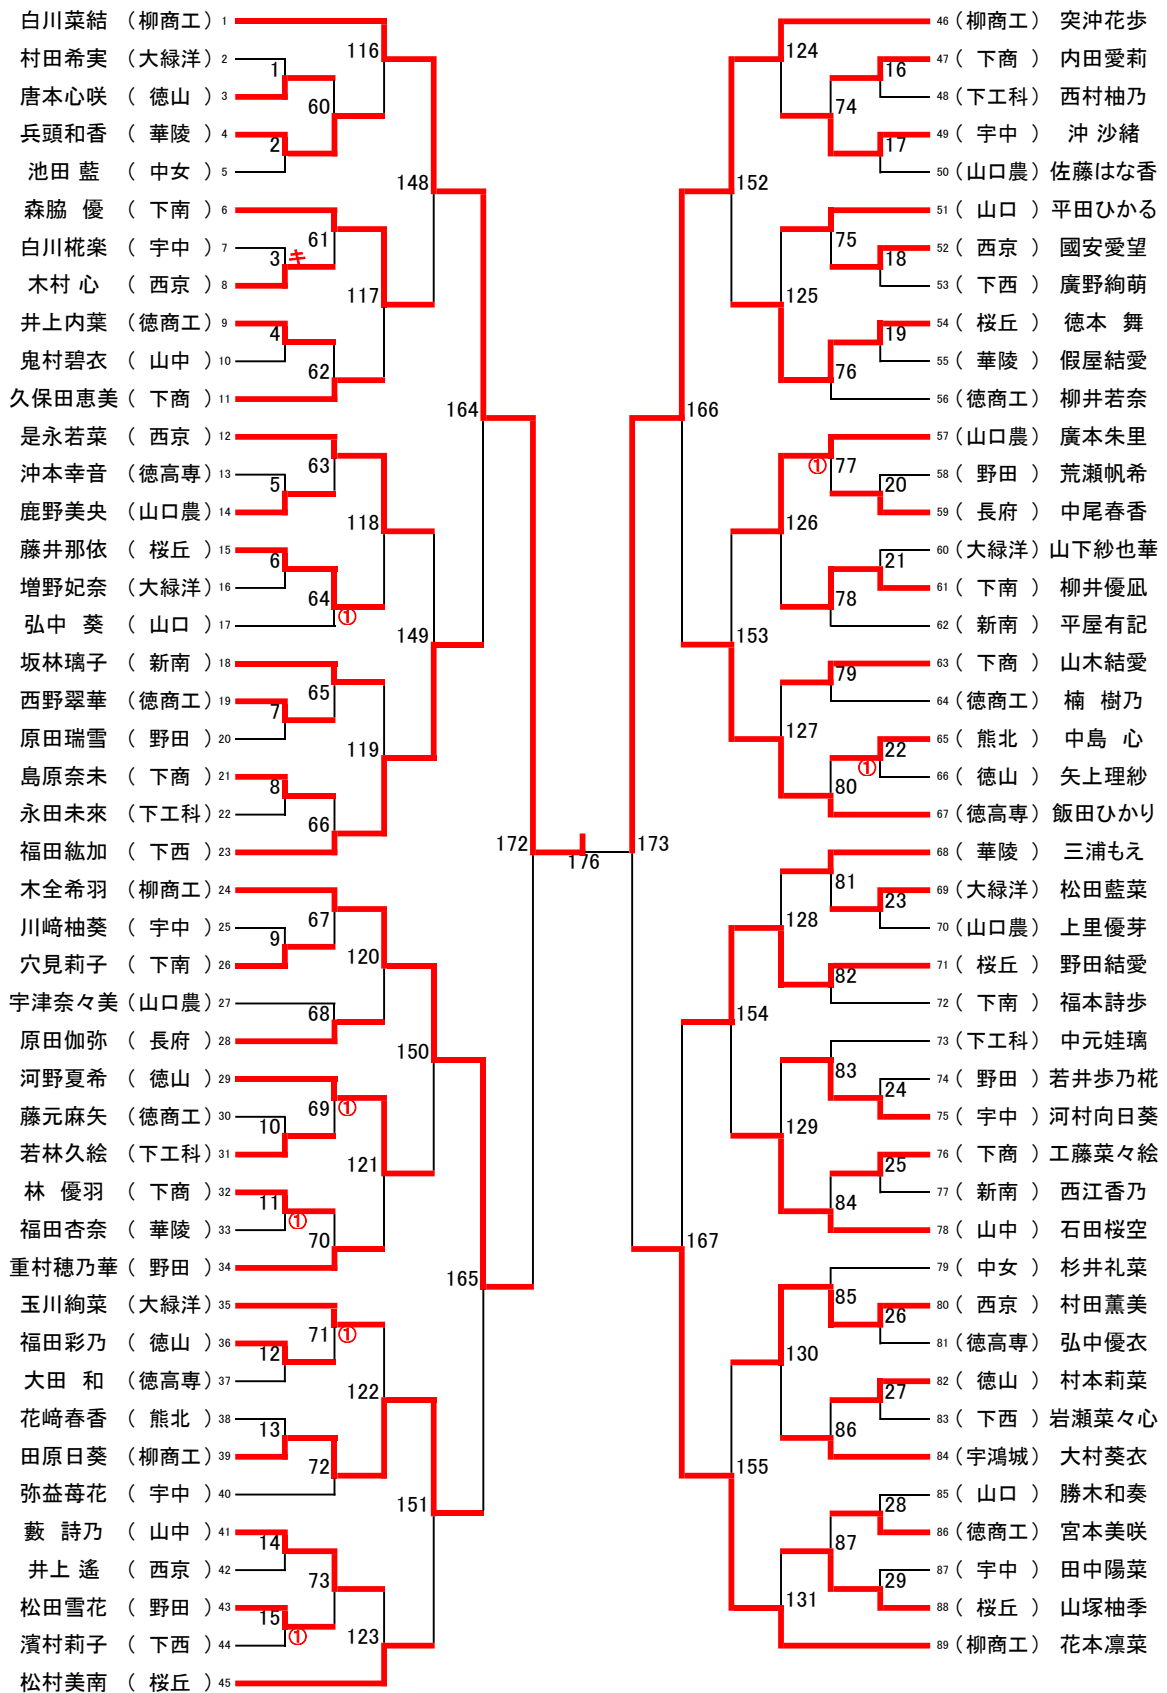 白川菜結 （柳商工） 1
村田希実 （大緑洋） 2
唐本心咲 （ 徳山 ） 3
兵頭和香 （ 華陵 ） 4
池田 藍 （ 中女 ） 5
森脇 優 （ 下南 ） 6
白川椛楽 （ 宇中 ） 7
木村 心 （ 西京 ） 8
井上内葉 （徳商工） 9
鬼村碧衣 （ 山中 ） 10
久保田恵美 （ 下商 ） 11
是永若菜 （ 西京 ） 12
沖本幸音 （徳高専） 13
鹿野美央 （山口農） 14
藤井那依 （ 桜丘 ） 15
増野妃奈 （大緑洋） 16
弘中 葵 （ 山口 ） 17
坂林璃子 （ 新南 ） 18
西野翠華 （徳商工） 19
原田瑞雪 （ 野田 ） 20
島原奈未 （ 下商 ） 21
永田未來 （下工科） 22
福田紘加 （ 下西 ） 23
木全希羽 （柳商工） 24
川﨑柚葵 （ 宇中 ） 25
穴見莉子 （ 下南 ） 26
宇津奈々美 （山口農） 27
原田伽弥 （ 長府 ） 28
河野夏希 （ 徳山 ） 29
藤元麻矢 （徳商工） 30
若林久絵 （下工科） 31
林 優羽 （ 下商 ） 32
福田杏奈 （ 華陵 ） 33
重村穂乃華 （ 野田 ） 34
玉川絢菜 （大緑洋） 35
福田彩乃 （ 徳山 ） 36
大田 和 （徳高専） 37
花﨑春香 （ 熊北 ） 38
田原日葵 （柳商工） 39
弥益苺花 （ 宇中 ） 40
藪 詩乃 （ 山中 ） 41
井上 遙 （ 西京 ） 42
松田雪花 （ 野田 ） 43
濱村莉子 （ 下西 ） 44
松村美南 （ 桜丘 ） 45
1
2
3 キ
4
5
6
7
8
9
10
11 ①
12
13
14
15 ①
60
61
62
63
64 ①
65
66
67
68
69 ①
70
71 ①
72
73
116
117
118
119
120
121
122
123
148
149
150
151
164
165
172
176
173
166
167
152
153
154
155
124
125
126
127
128
129
130
131
74
75
76
77 ①
78
79
80
81
82
83
84
85
86
87
16
17
18
19
20
21
22 ①
23
24
25
26
27
28
29
46 （柳商工） 突沖花歩
47 （ 下商 ） 内田愛莉
48 （下工科） 西村柚乃
49 （ 宇中 ） 沖 沙緒
50 （山口農） 佐藤はな香
51 （ 山口 ） 平田ひかる
52 （ 西京 ） 國安愛望
53 （ 下西 ） 廣野絢萌
54 （ 桜丘 ） 徳本 舞
55 （ 華陵 ） 假屋結愛
56 （徳商工） 柳井若奈
57 （山口農） 廣本朱里
58 （ 野田 ） 荒瀬帆希
59 （ 長府 ） 中尾春香
60 （大緑洋） 山下紗也華
61 （ 下南 ） 柳井優凪
62 （ 新南 ） 平屋有記
63 （ 下商 ） 山木結愛
64 （徳商工） 楠 樹乃
65 （ 熊北 ） 中島 心
66 （ 徳山 ） 矢上理紗
67 （徳高専） 飯田ひかり
68 （ 華陵 ） 三浦もえ
69 （大緑洋） 松田藍菜
70 （山口農） 上里優芽
71 （ 桜丘 ） 野田結愛
72 （ 下南 ） 福本詩歩
73 （下工科） 中元娃璃
74 （ 野田 ） 若井歩乃椛
75 （ 宇中 ） 河村向日葵
76 （ 下商 ） 工藤菜々絵
77 （ 新南 ） 西江香乃
78 （ 山中 ） 石田桜空
79 （ 中女 ） 杉井礼菜
80 （ 西京 ） 村田薫美
81 （徳高専） 弘中優衣
82 （ 徳山 ） 村本莉菜
83 （ 下西 ） 岩瀬菜々心
84 （宇鴻城） 大村葵衣
85 （ 山口 ） 勝木和奏
86 （徳商工） 宮本美咲
87 （ 宇中 ） 田中陽菜
88 （ 桜丘 ） 山塚柚季
89 （柳商工） 花本凛菜